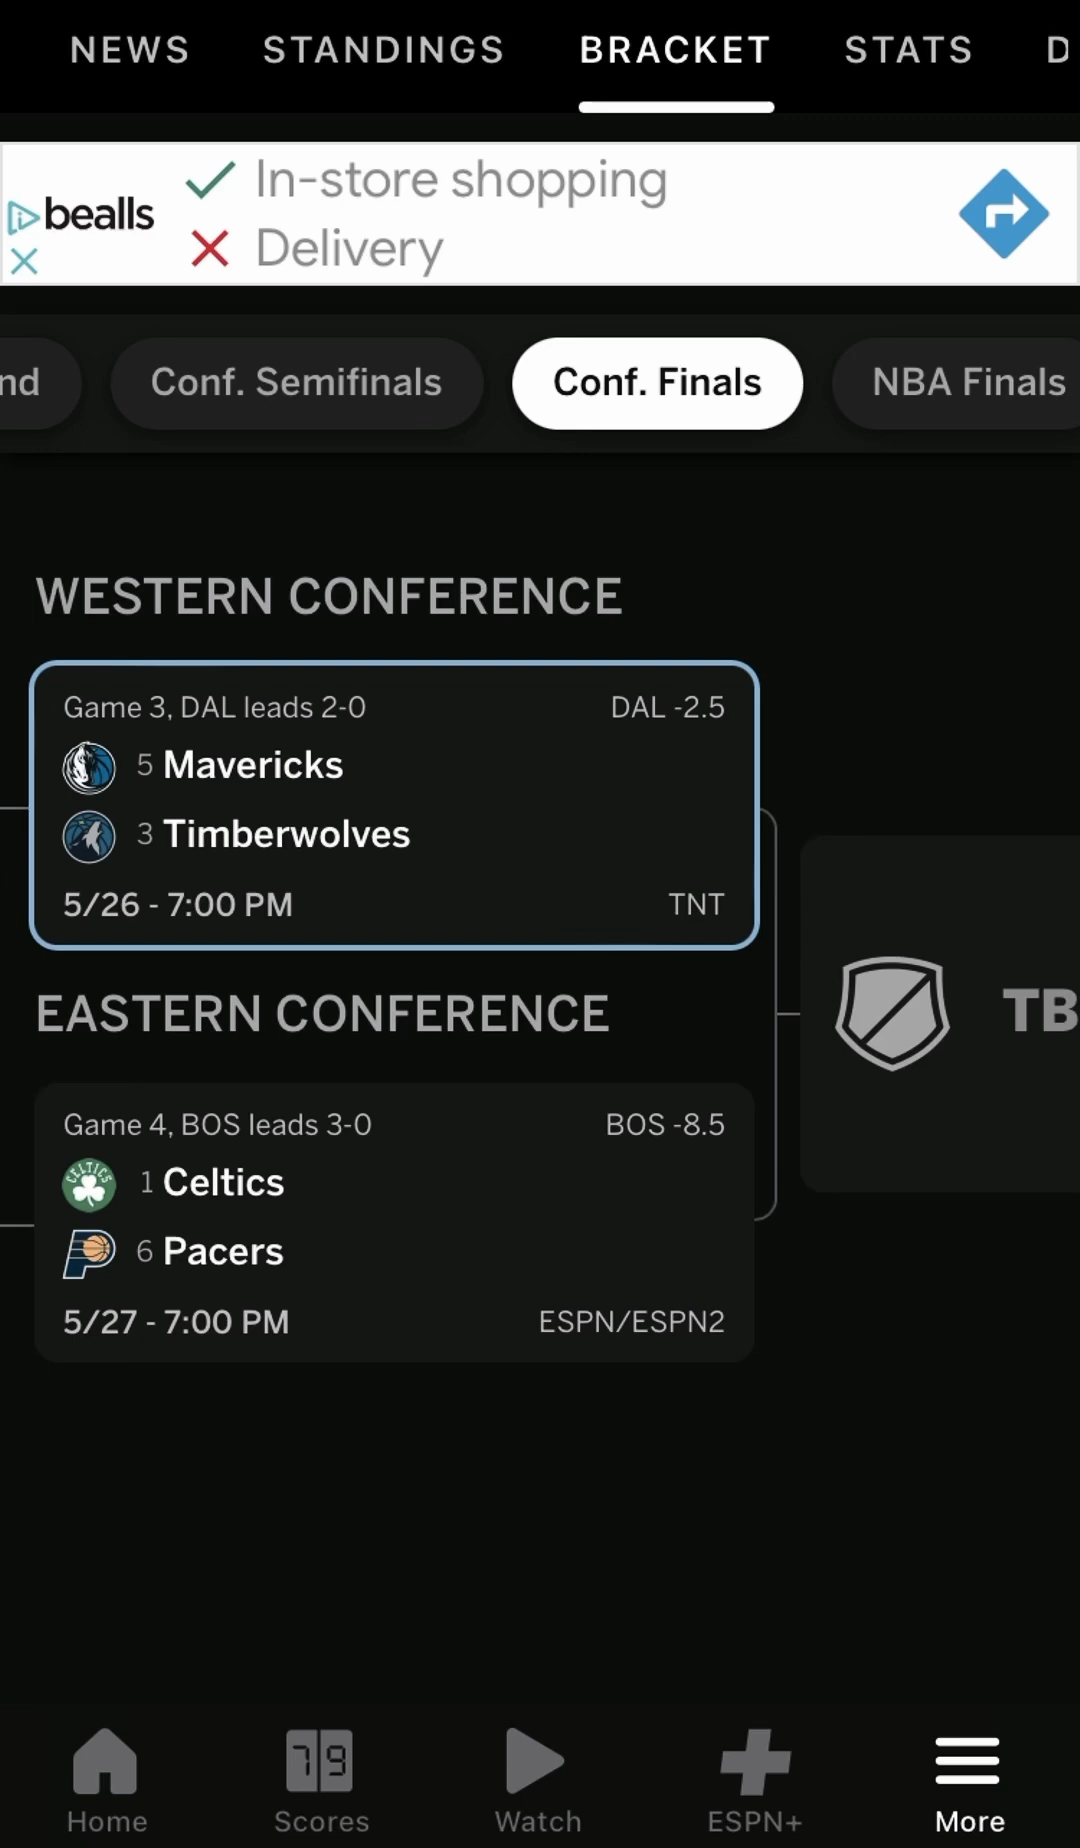 NEWS STANDINGS BRACKET STATS D
bealls
In-store shopping
Delivery
nd Conf. Semifinals Conf. Finals NBA Finals
WESTERN CONFERENCE
Game 3, DAL leads 2-0 DAL -2.5
5 Mavericks
3 Timberwolves
5/26 - 7:00 PM TNT
EASTERN CONFERENCE
Game 4, BOS leads 3-0 BOS -8.5
CELTICS
1 Celtics
6 Pacers
5/27 - 7:00 PM ESPN/ESPN2
TB
79
Home Scores Watch ESPN+ More